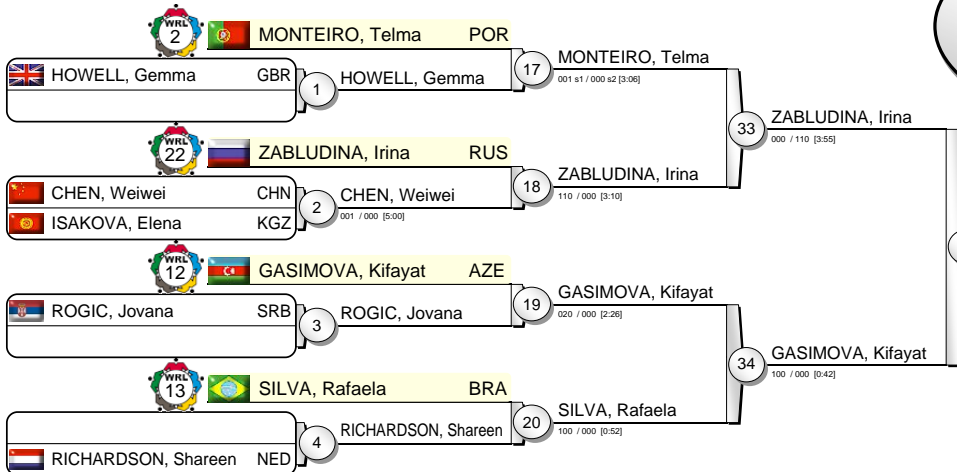 WRL
2
MONTEIRO, Telma POR
HOWELL, Gemma GBR
1
HOWELL, Gemma
17
MONTEIRO, Telma
001 s1 / 000 s2 [3:06]
33
ZABLUDINA, Irina
000 / 110 [3:55]
WRL
22
ZABLUDINA, Irina RUS
CHEN, Weiwei CHN
ISAKOVA, Elena KGZ
2
CHEN, Weiwei
001 / 000 [5:00]
18
ZABLUDINA, Irina
110 / 000 [3:10]
WRL
12
GASIMOVA, Kifayat AZE
ROGIC, Jovana SRB
3
ROGIC, Jovana
19
GASIMOVA, Kifayat
020 / 000 [2:26]
34
GASIMOVA, Kifayat
100 / 000 [0:42]
WRL
13
SILVA, Rafaela BRA
RICHARDSON, Shareen NED
4
RICHARDSON, Shareen
20
SILVA, Rafaela
100 / 000 [0:52]